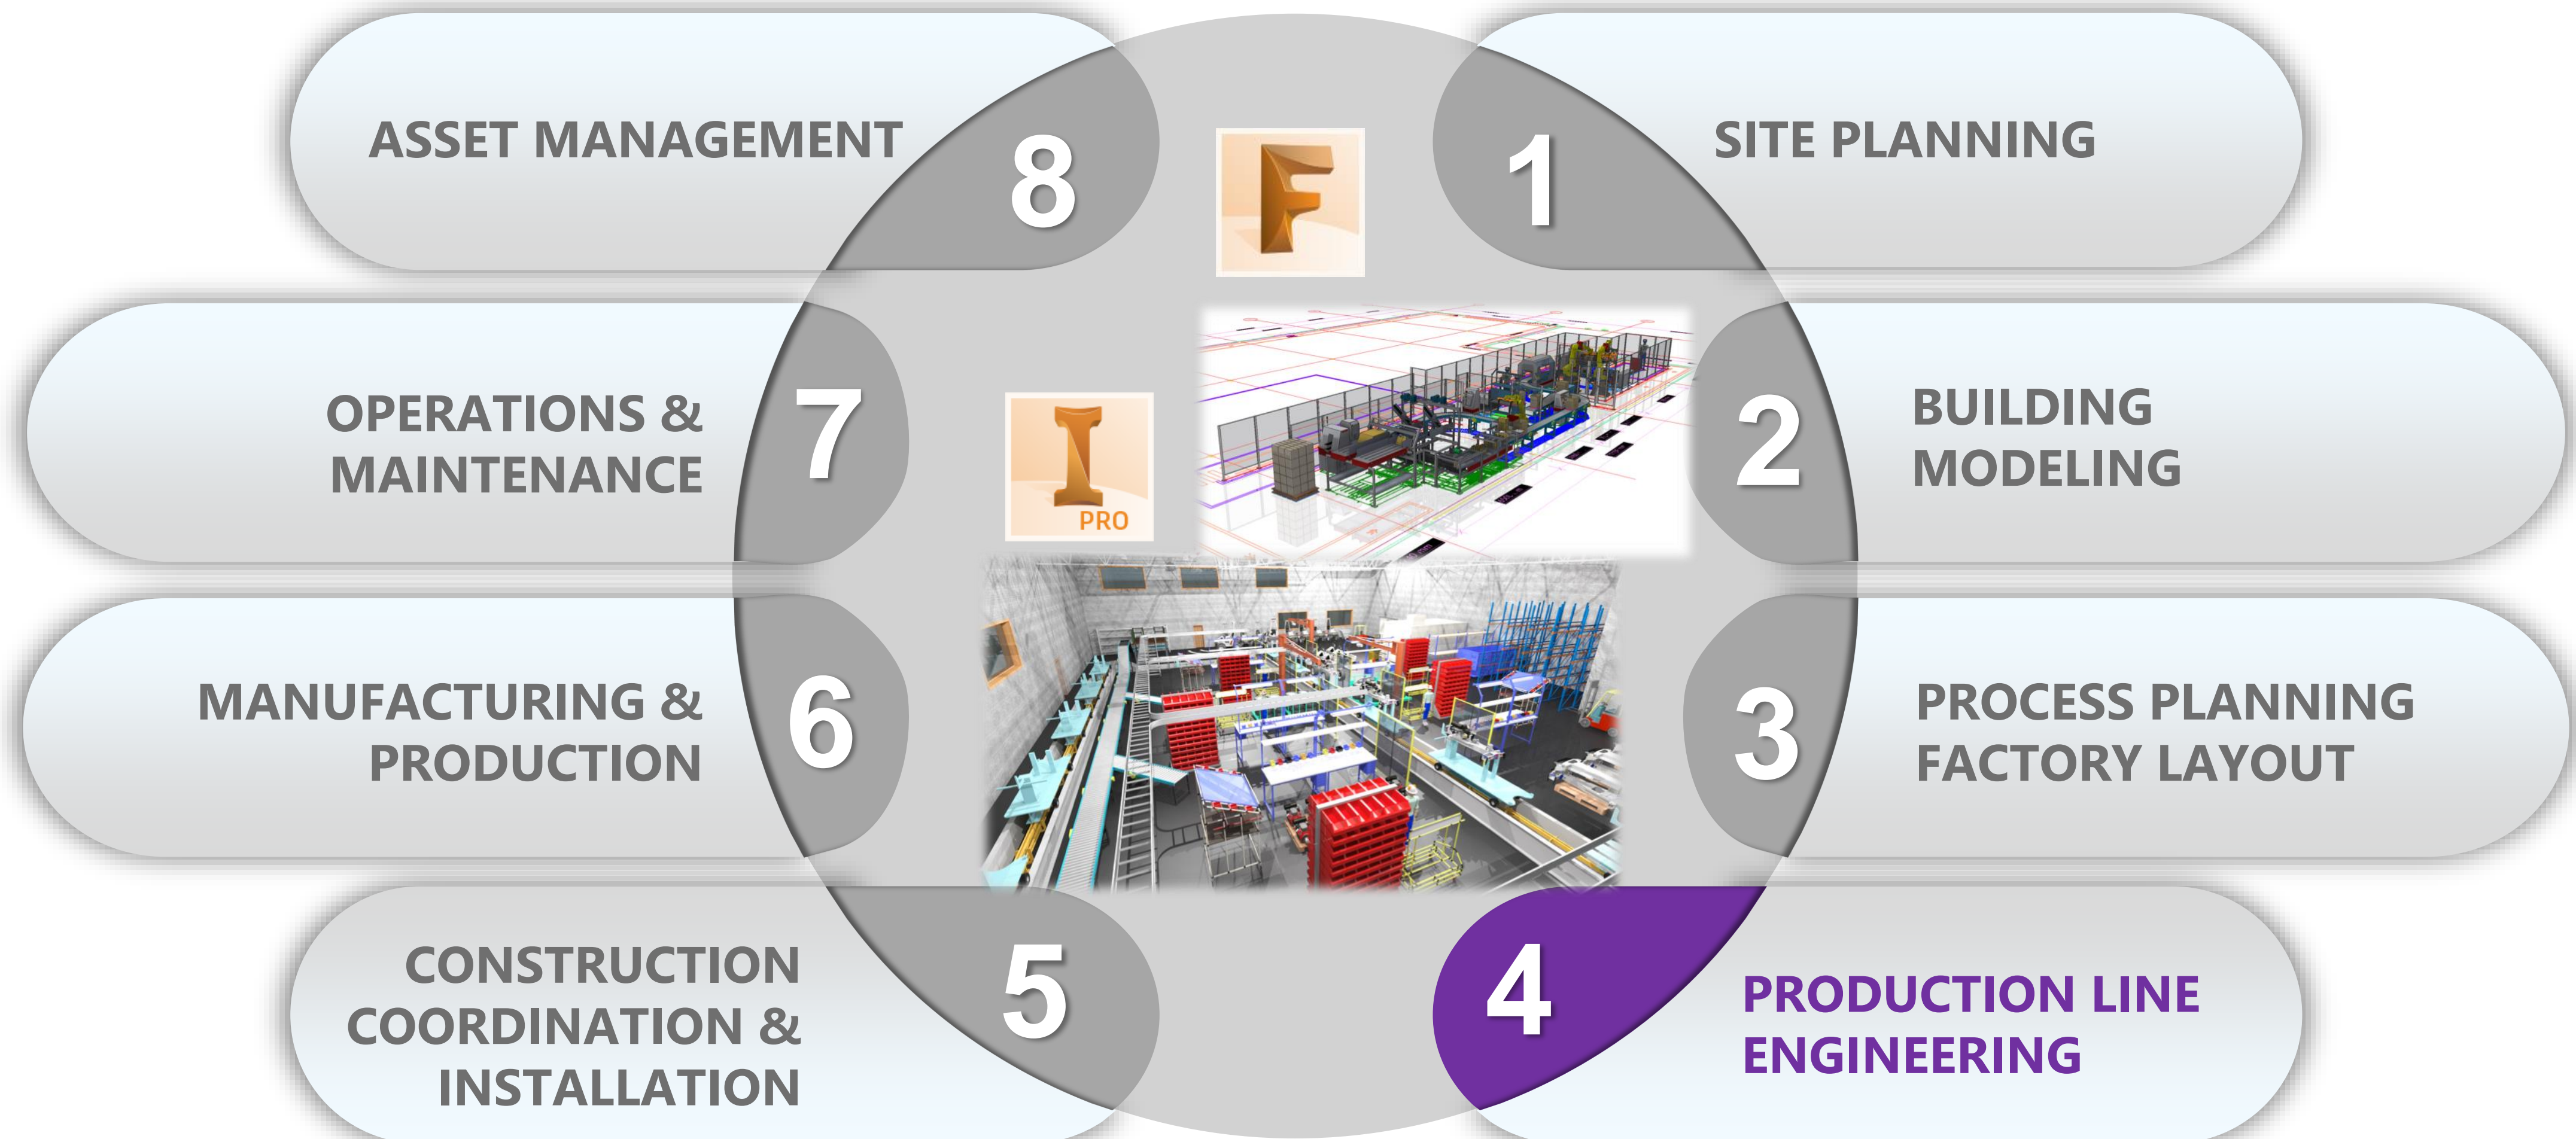 1
SITE PLANNING
2
BUILDING
MODELING
3
PROCESS PLANNING
FACTORY LAYOUT
4
PRODUCTION LINE
ENGINEERING
5
CONSTRUCTION
COORDINATION &
INSTALLATION
6
MANUFACTURING &
PRODUCTION
7
OPERATIONS &
MAINTENANCE
8
ASSET MANAGEMENT
F
I
PRO